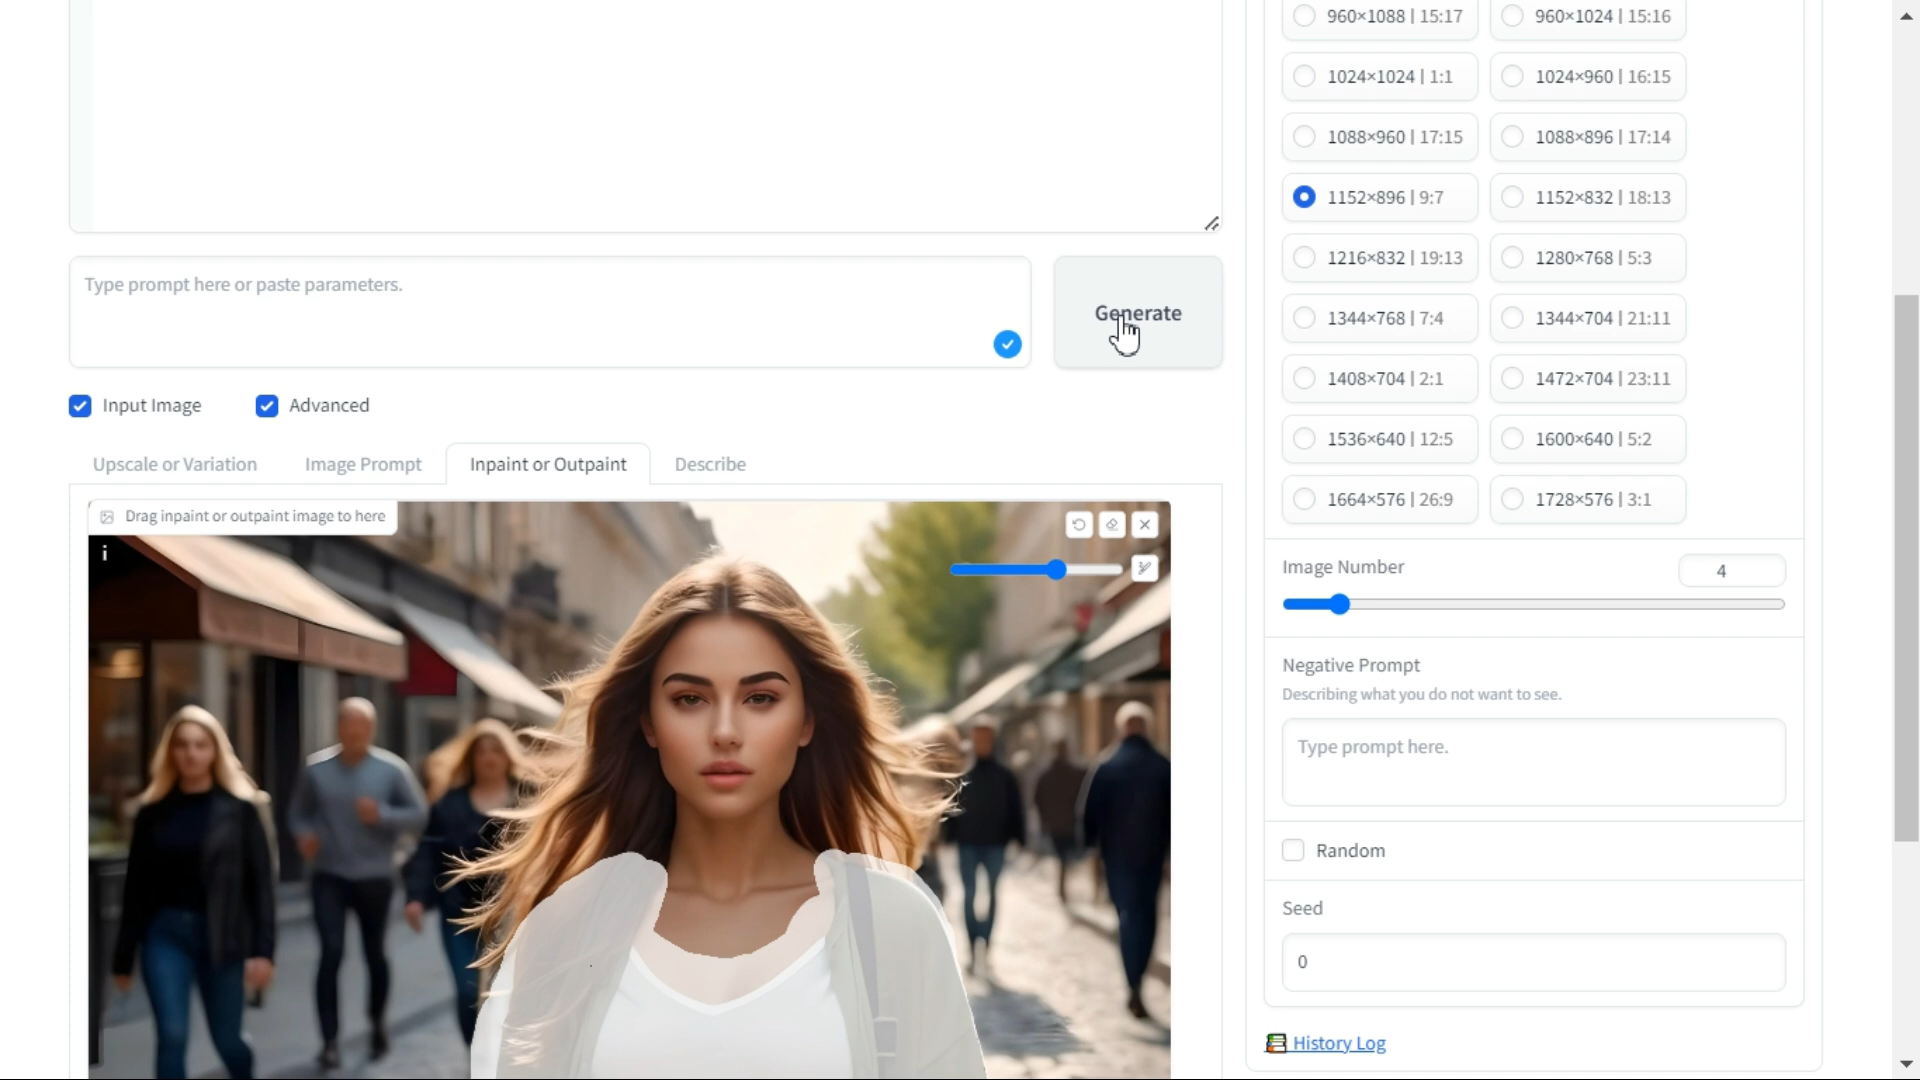 960×1088 | 15:17
960×1024 | 15:16
1024×1024 | 1:1
1024×960 | 16:15
1088×960 | 17:15
1088×896 | 17:14
1152×896 | 9:7
1152×832 | 18:13
1216×832 | 19:13
1280×768 | 5:3
1344×768 | 7:4
1344×704 | 21:11
1408×704 | 2:1
1472×704 | 23:11
1536×640 | 12:5
1600×640 | 5:2
1664×576 | 26:9
1728×576 | 3:1
Type prompt here or paste parameters.
Generate
Input Image
Advanced
Upscale or Variation
Image Prompt
Inpaint or Outpaint
Describe
Drag inpaint or outpaint image to here
i
Image Number
4
Negative Prompt
Describing what you do not want to see.
Type prompt here.
Random
Seed
0
History Log